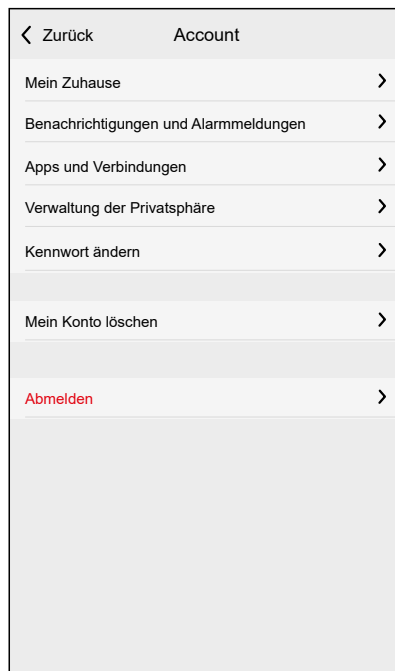 Zurück Account
Mein Zuhause
Benachrichtigungen und Alarmmeldungen
Apps und Verbindungen
Verwaltung der Privatsphäre
Kennwort ändern
Mein Konto löschen
Abmelden